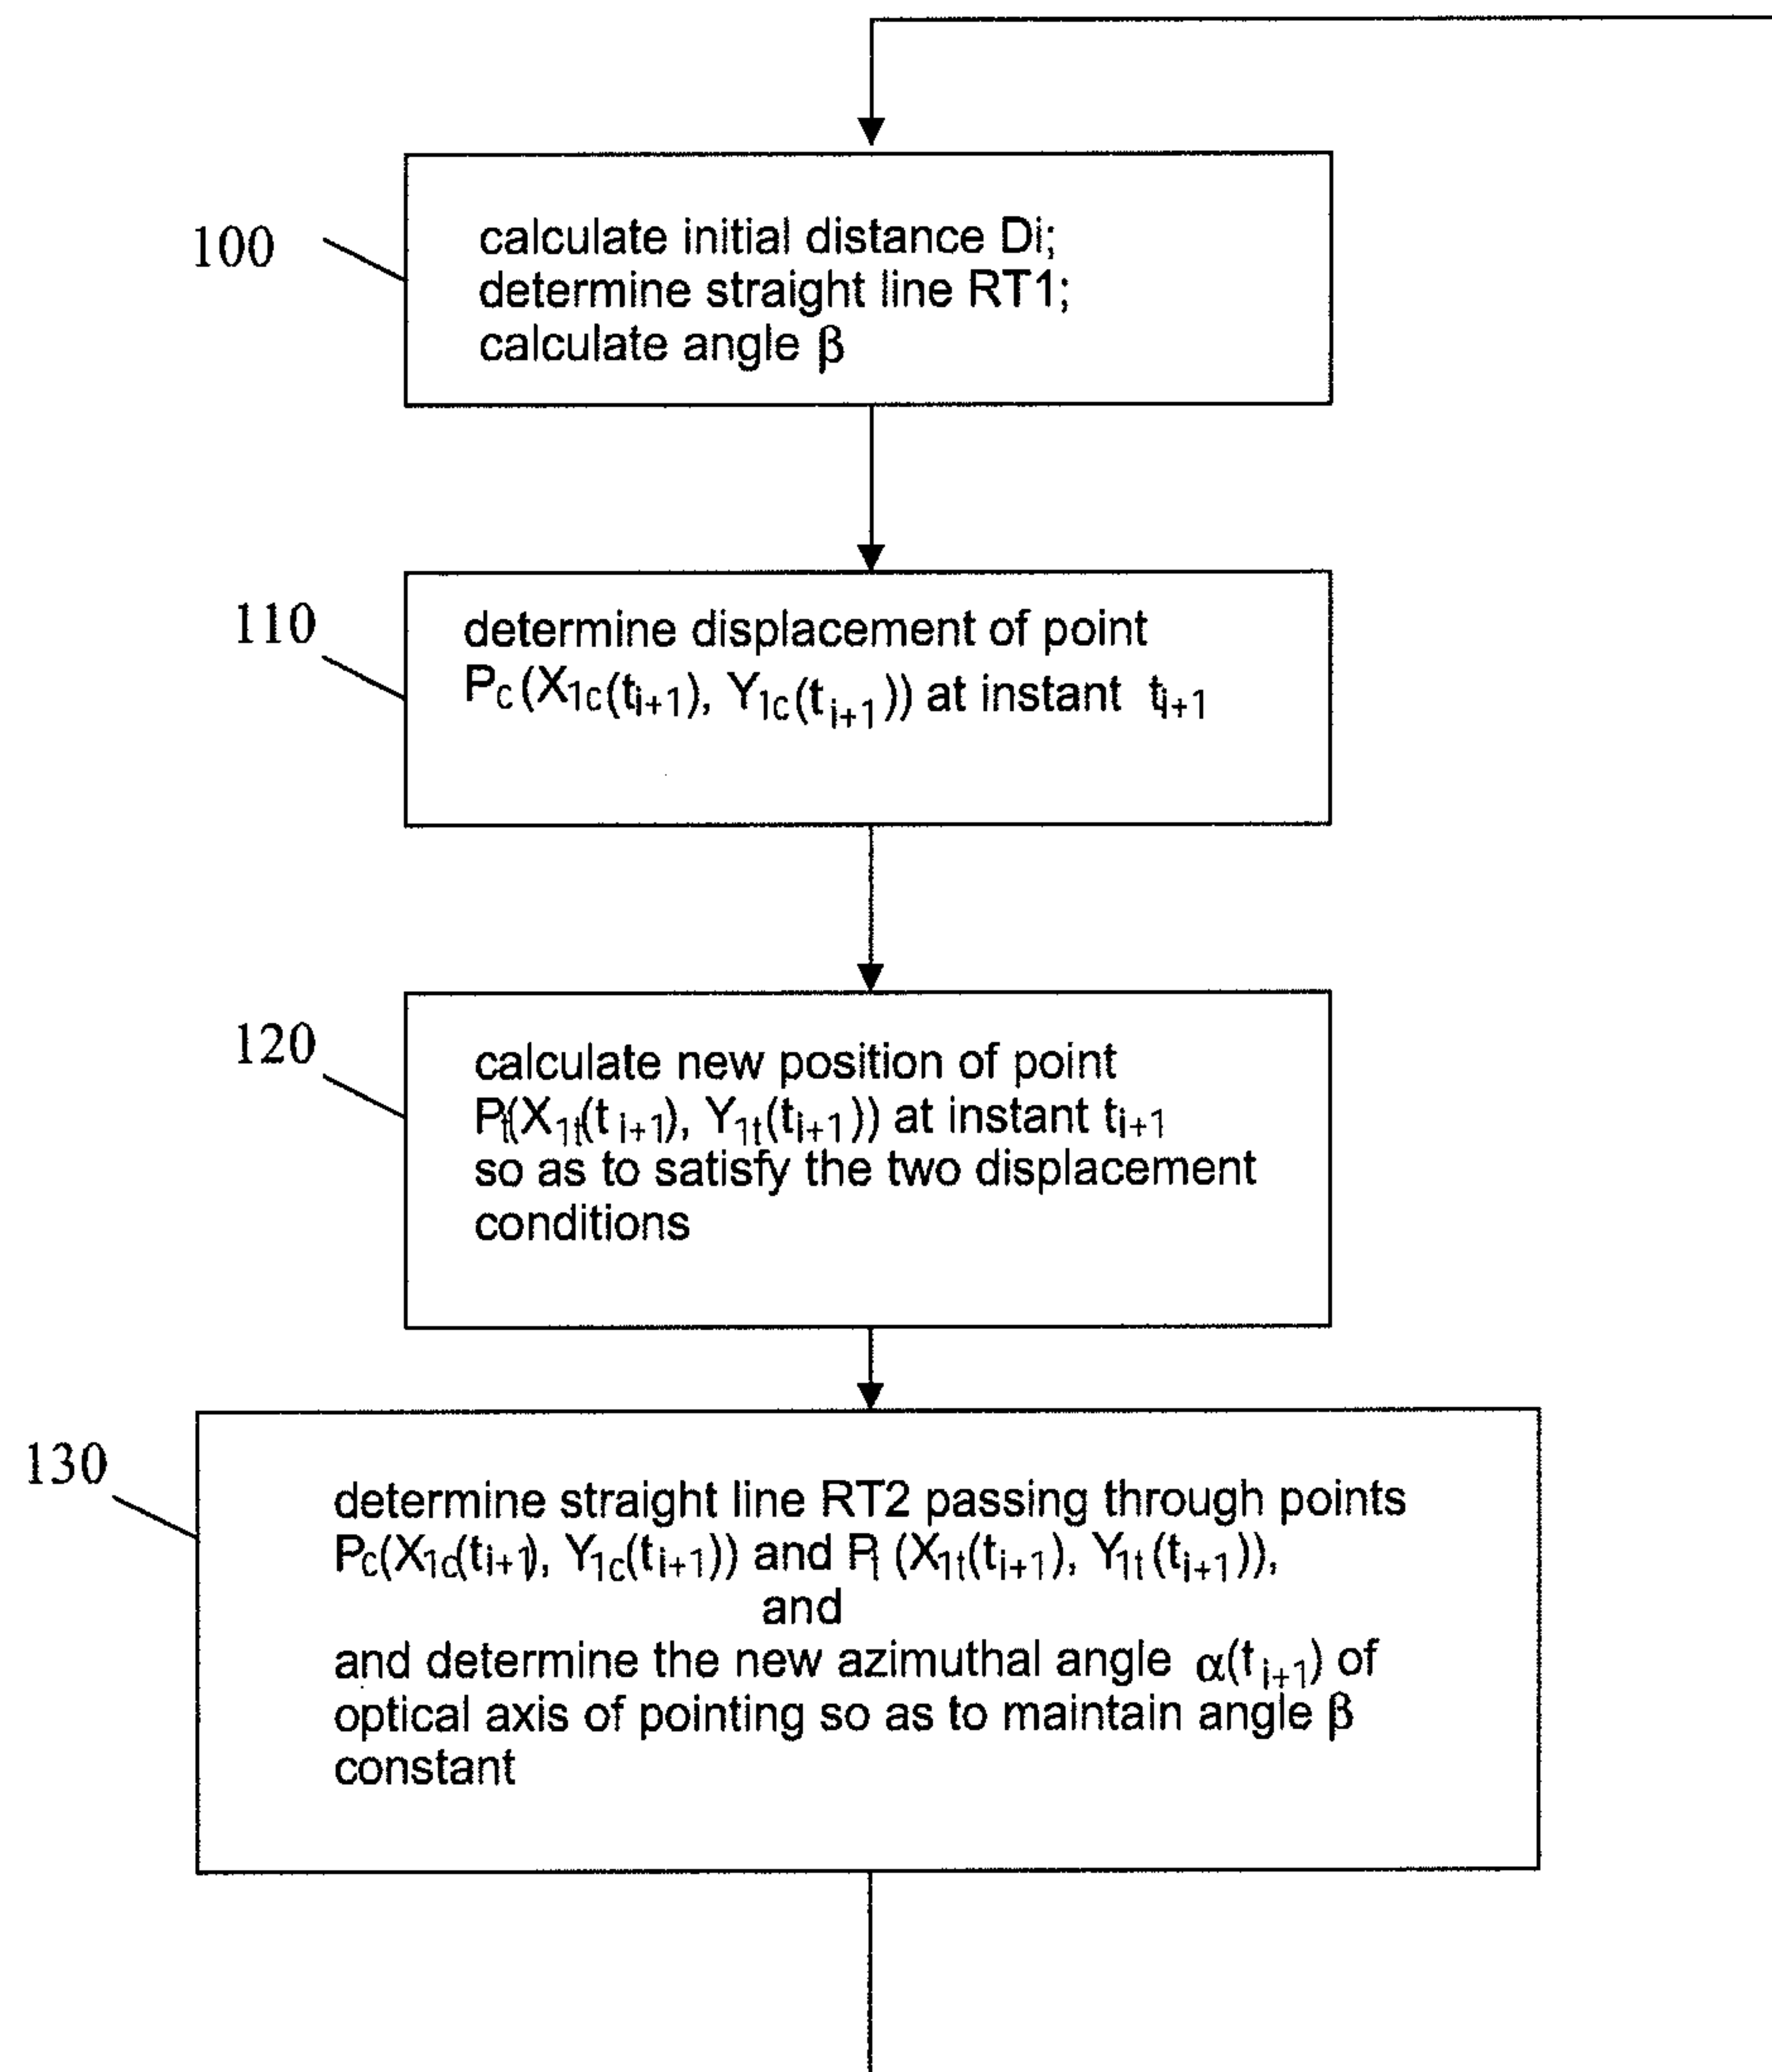 100
calculate initial distance Di;
determine straight line RT1;
calculate angle β
110
determine displacement of point
Pc(X1c(ti+1), Y1c(ti+1)) at instant ti+1
120
calculate new position of point
Pt(X1t(ti+1), Y1t(ti+1)) at instant ti+1
so as to satisfy the two displacement
conditions
130
determine straight line RT2 passing through points
Pc(X1c(ti+1), Y1c(ti+1)) and Pt (X1t(ti+1), Y1t(ti+1)),
and
and determine the new azimuthal angle α(ti+1) of
optical axis of pointing so as to maintain angle β
constant